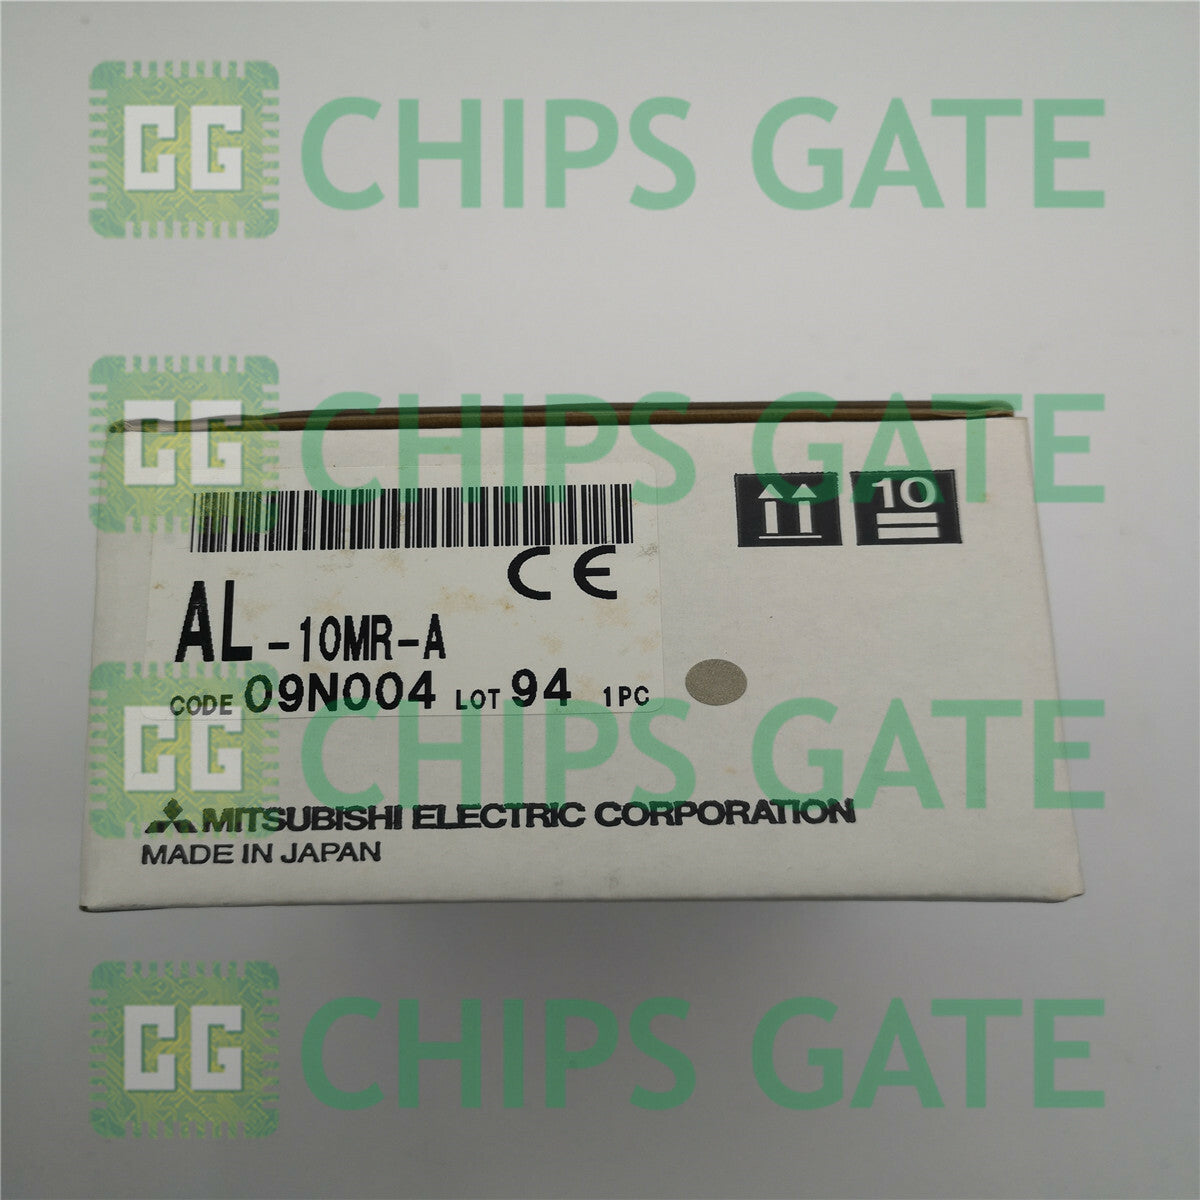 CG CHIPS GATE
CG CHIPS GATE
10
CE
AL-10MR-A
CODE 09N004 LOT 94 1PC
CG CHIPS GATE
MITSUBISHI ELECTRIC CORPORATION
MADE IN JAPAN
CG CHIPS GATE